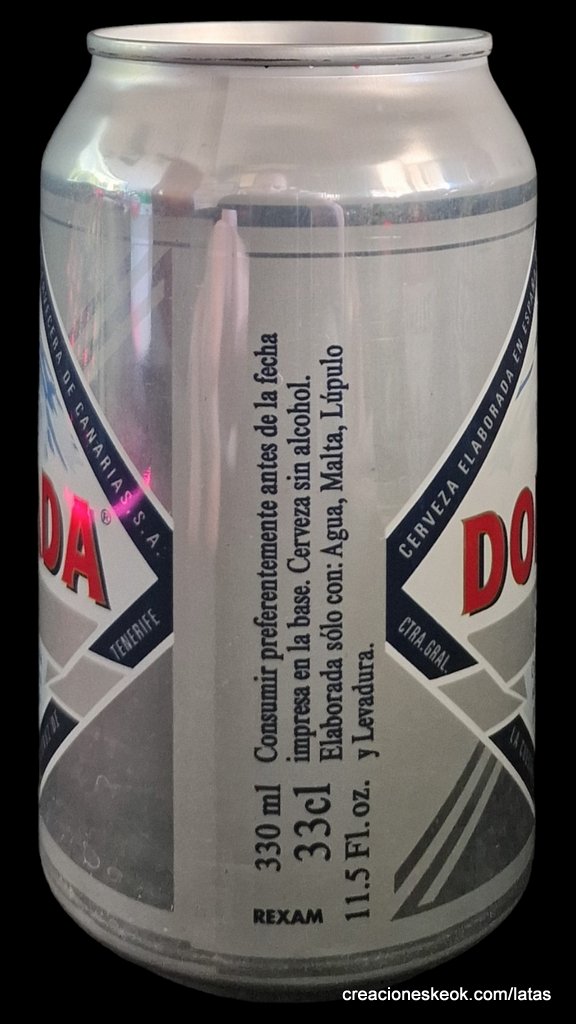 Consumir preferentemente antes de la fecha
impresa en la base. Cerveza sin alcohol.
Elaborada sólo con: Agua, Malta, Lúpulo
y Levadura.
330 ml
33cl
11.5 Fl. oz.
REXAM
DE CANARIAS, S.A.
DA®
TENERIFE
CERVEZA ELABORADA EN
DO
CTRA. GRAL.
creacioneskeok.com/latas